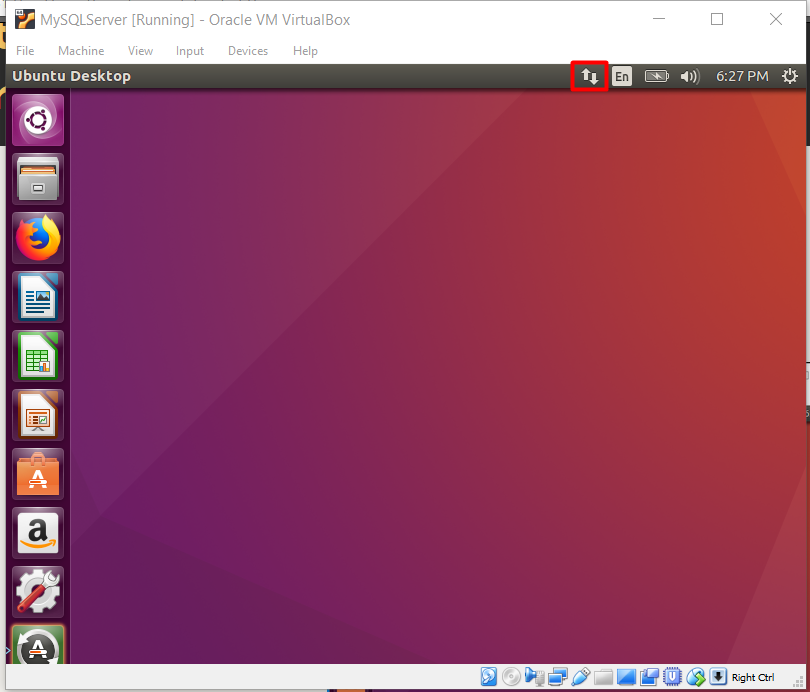 MySQLServer [Running] - Oracle VM VirtualBox
File Machine View Input Devices Help
Ubuntu Desktop En 6:27 PM
a
Right Ctrl